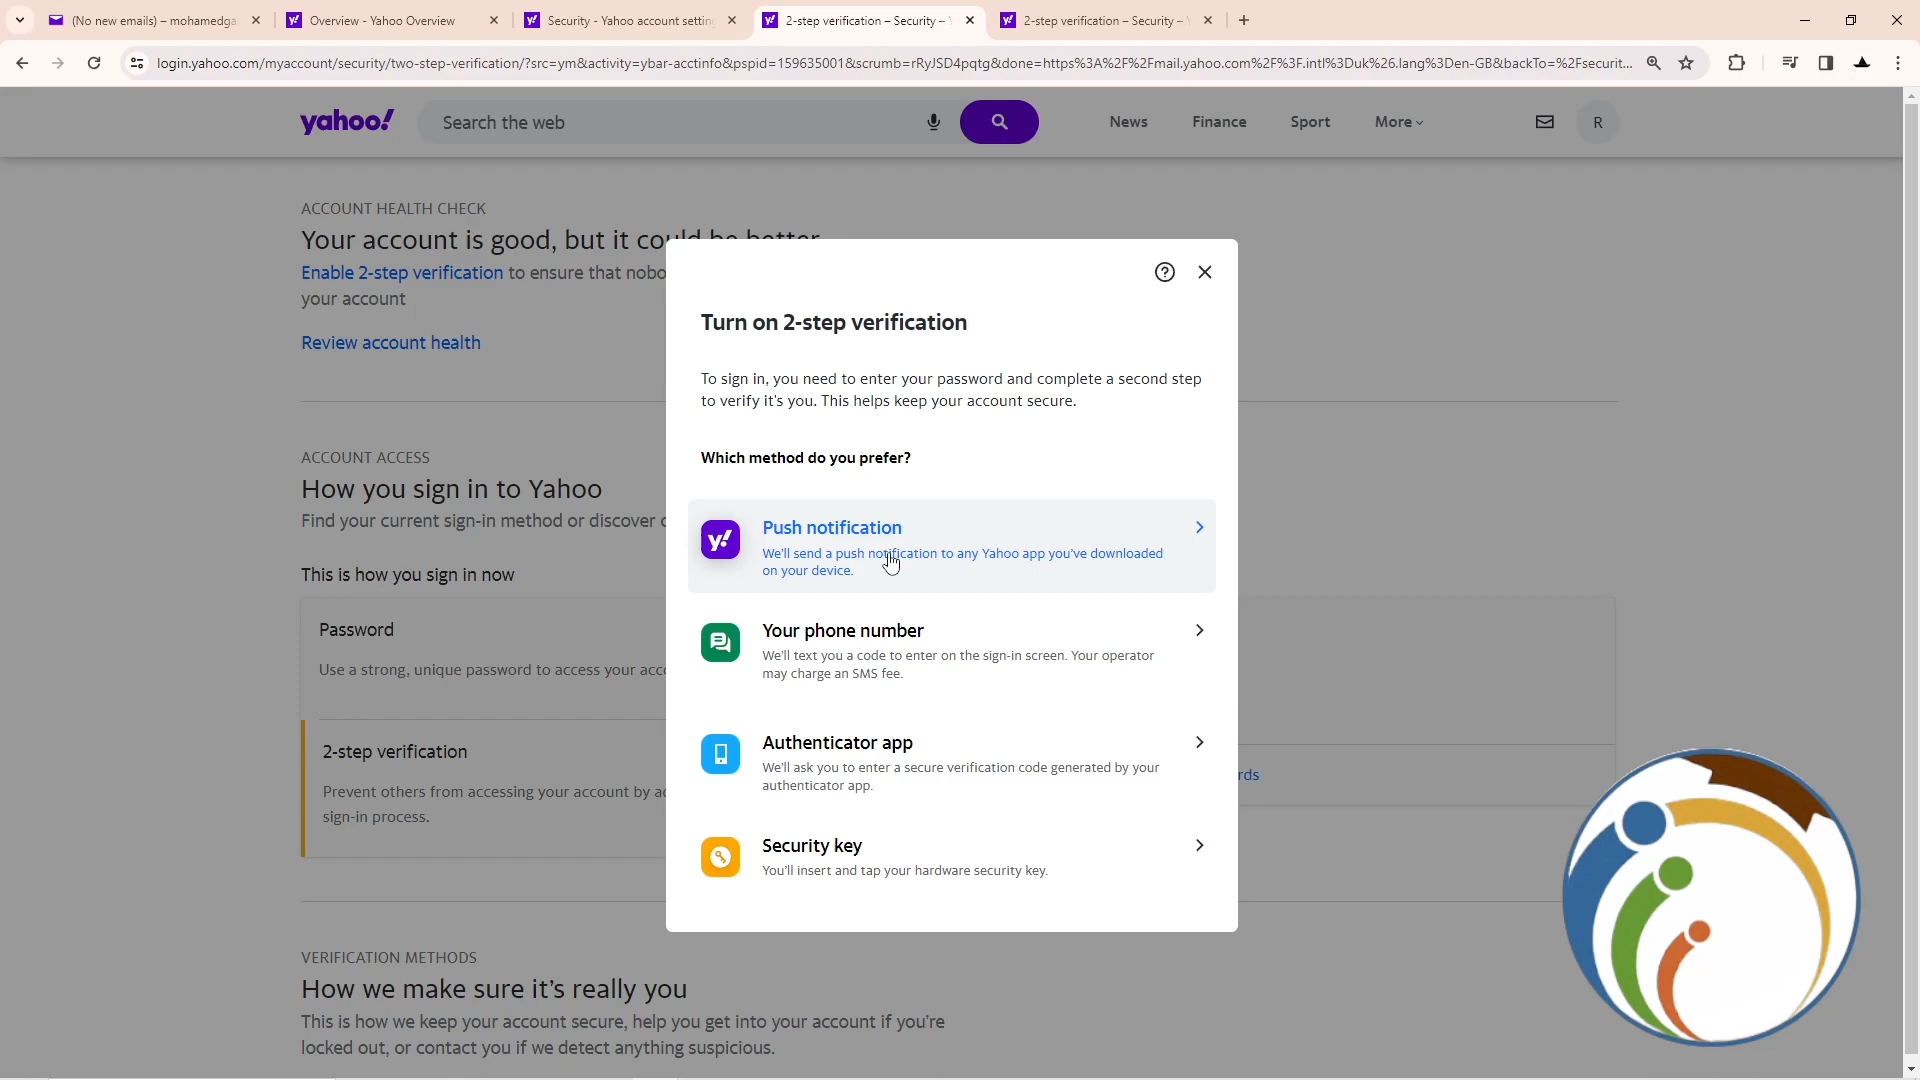 (No new emails) – mohamedga
Overview - Yahoo Overview
Security - Yahoo account settin
2-step verification – Security –
2-step verification – Security –
login.yahoo.com/myaccount/security/two-step-verification/?src=ym&activity=ybar-acctinfo&pspid=159635001&scrumb=rRyJSD4pqtg&done=https%3A%2F%2Fmail.yahoo.com%2F%3F.intl%3Duk%26.lang%3Den-GB&backTo=%2Fsecurit...
yahoo!
Search the web
News
Finance
Sport
More
R
ACCOUNT HEALTH CHECK
Your account is good, but it could be better
Enable 2-step verification to ensure that nobo
your account
Review account health
ACCOUNT ACCESS
How you sign in to Yahoo
Find your current sign-in method or discover
This is how you sign in now
Password
Use a strong, unique password to access your acc
2-step verification
Prevent others from accessing your account by a
sign-in process.
rds
VERIFICATION METHODS
How we make sure it's really you
This is how we keep your account secure, help you get into your account if you're
locked out, or contact you if we detect anything suspicious.
Turn on 2-step verification
To sign in, you need to enter your password and complete a second step
to verify it's you. This helps keep your account secure.
Which method do you prefer?
y!
Push notification
We'll send a push notification to any Yahoo app you've downloaded
on your device.
Your phone number
We'll text you a code to enter on the sign-in screen. Your operator
may charge an SMS fee.
Authenticator app
We'll ask you to enter a secure verification code generated by your
authenticator app.
Security key
You'll insert and tap your hardware security key.